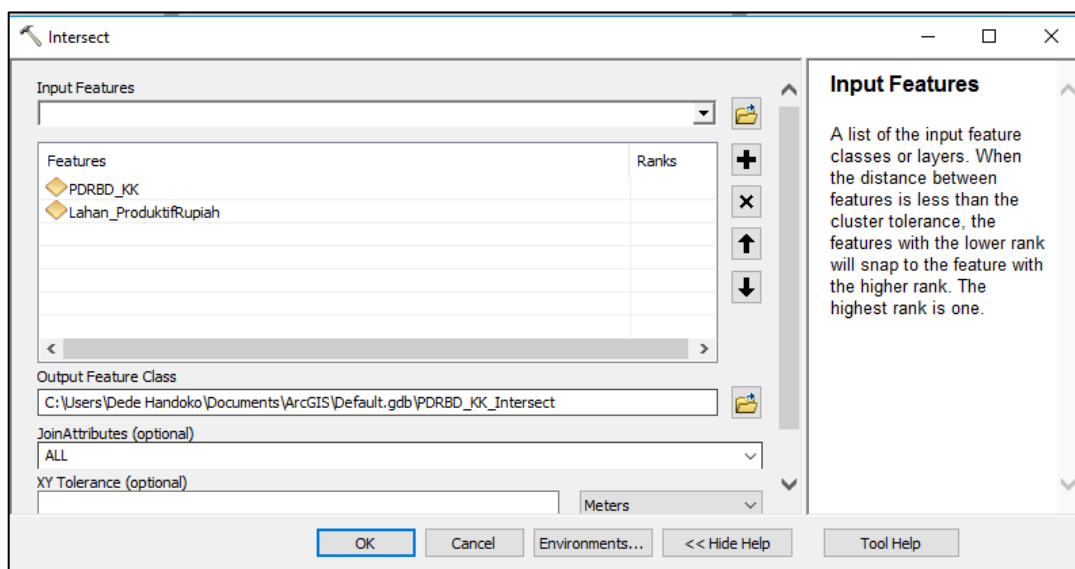 Intersect
Input Features
Features Ranks
PDRBD_KK
Lahan_ProduktifRupiah
Output Feature Class
C:\Users\Dede Handoko\Documents\ArcGIS\Default.gdb\PDRBD_KK_Intersect
JoinAttributes (optional)
ALL
XY Tolerance (optional)
Meters
OK Cancel Environments... << Hide Help Tool Help
Input Features
A list of the input feature
classes or layers. When
the distance between
features is less than the
cluster tolerance, the
features with the lower rank
will snap to the feature with
the higher rank. The
highest rank is one.